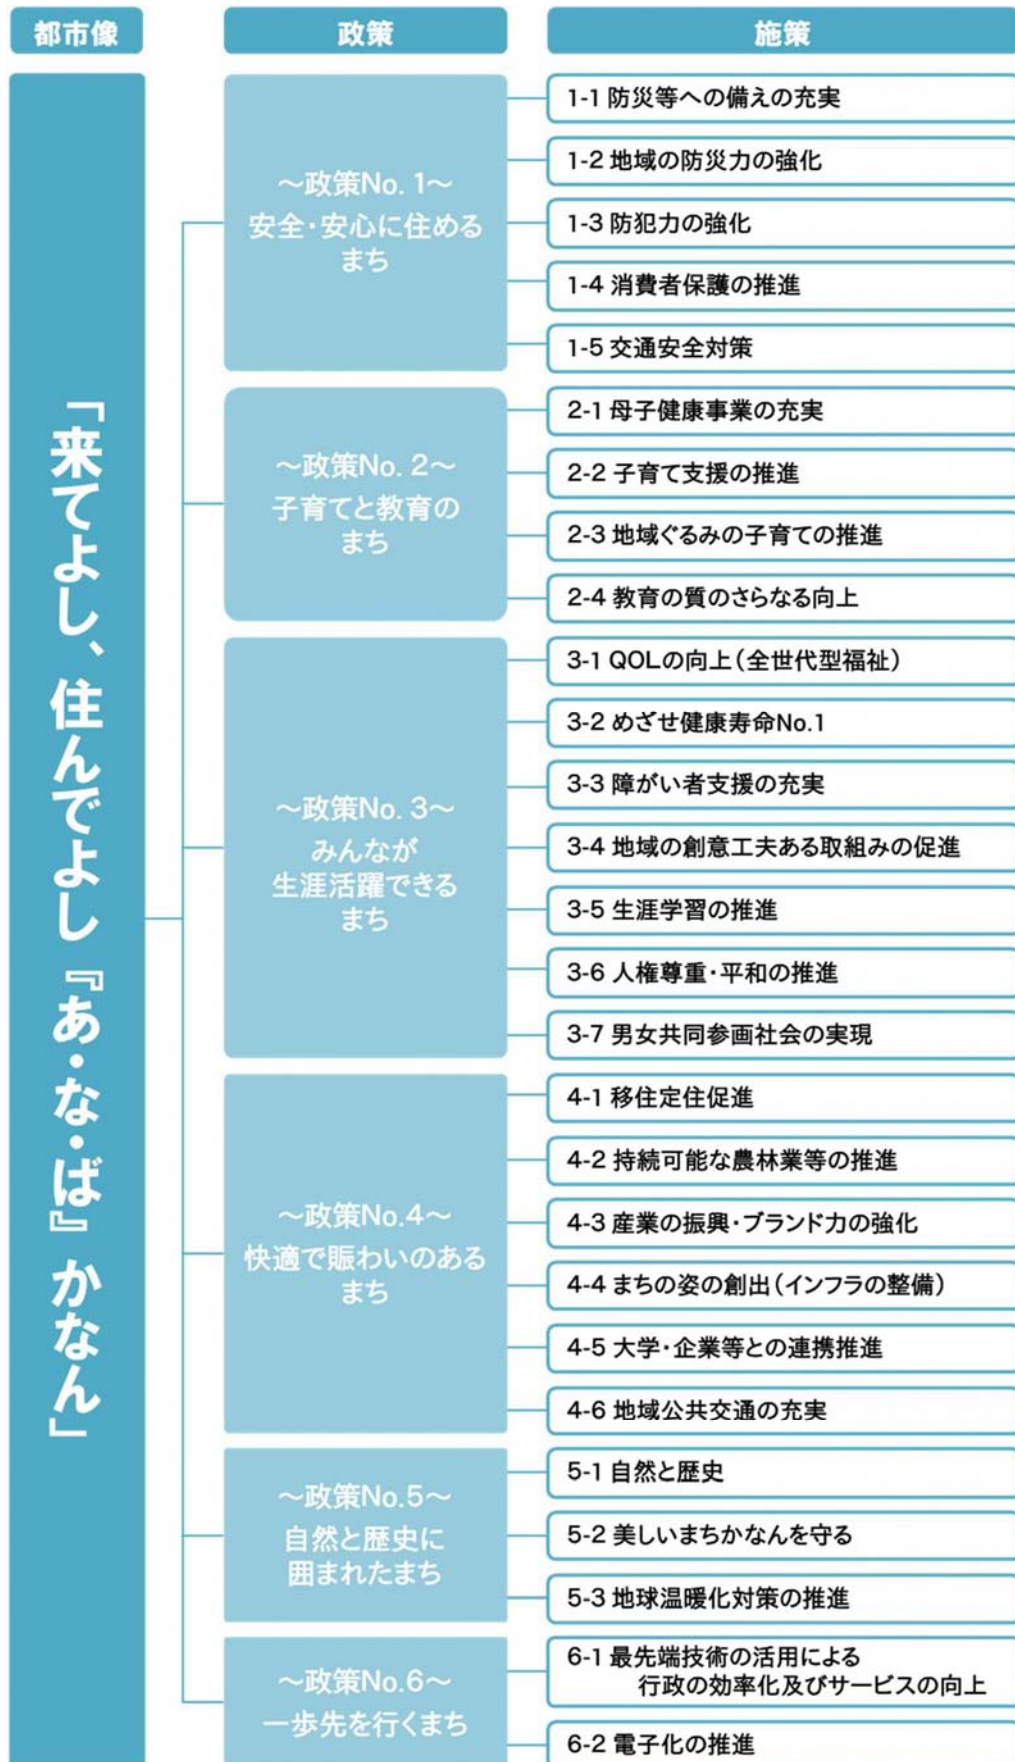 都市像
政策
施策
「来てよし、住んでよし『あ・な・ば』かなん」
～政策No. 1～
安全・安心に住める
まち
1-1 防災等への備えの充実
1-2 地域の防災力の強化
1-3 防犯力の強化
1-4 消費者保護の推進
1-5 交通安全対策
～政策No. 2～
子育てと教育の
まち
2-1 母子健康事業の充実
2-2 子育て支援の推進
2-3 地域ぐるみの子育ての推進
2-4 教育の質のさらなる向上
～政策No. 3～
みんなが
生涯活躍できる
まち
3-1 QOLの向上（全世代型福祉）
3-2 めざせ健康寿命No.1
3-3 障がい者支援の充実
3-4 地域の創意工夫ある取組みの促進
3-5 生涯学習の推進
3-6 人権尊重・平和の推進
3-7 男女共同参画社会の実現
～政策No.4～
快適で賑わいのある
まち
4-1 移住定住促進
4-2 持続可能な農林業等の推進
4-3 産業の振興・ブランド力の強化
4-4 まちの姿の創出（インフラの整備）
4-5 大学・企業等との連携推進
4-6 地域公共交通の充実
～政策No.5～
自然と歴史に
囲まれたまち
5-1 自然と歴史
5-2 美しいまちかなんを守る
5-3 地球温暖化対策の推進
～政策No.6～
一歩先を行くまち
6-1 最先端技術の活用による
行政の効率化及びサービスの向上
6-2 電子化の推進